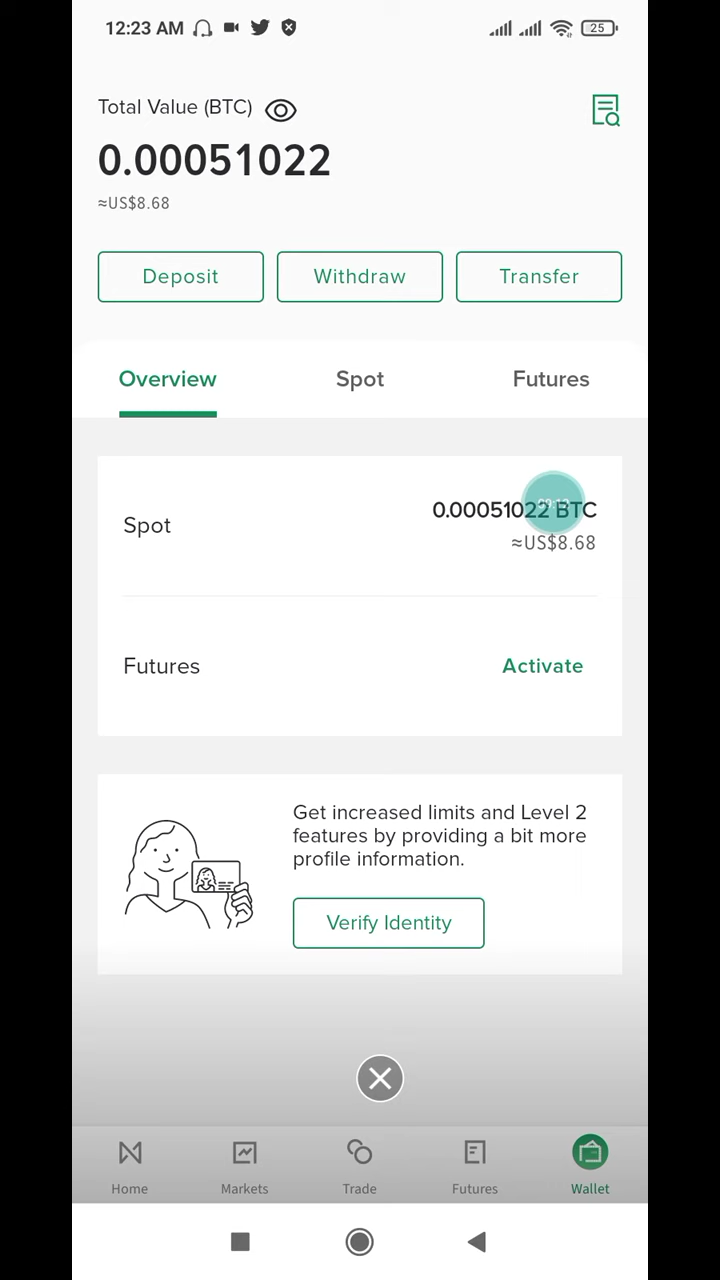 12:23 AM
25
Total Value (BTC)
0.00051022
≈US$8.68
Deposit
Withdraw
Transfer
Overview
Spot
Futures
Spot
0.00051022 BTC
≈US$8.68
Futures
Activate
Get increased limits and Level 2
features by providing a bit more
profile information.
Verify Identity
Home
Markets
Trade
Futures
Wallet